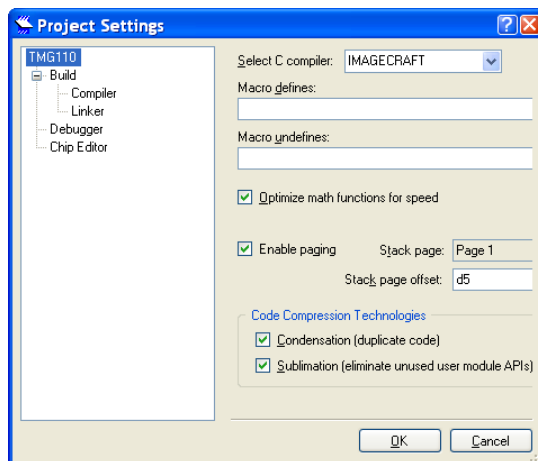 Project Settings
TMG110
Build
Compiler
Linker
Debugger
Chip Editor
Select C compiler: IMAGECRAFT
Macro defines:
Macro undefines:
Optimize math functions for speed
Enable paging Stack page: Page 1
Stack page offset: d5
Code Compression Technologies
Condensation (duplicate code)
Sublimation (eliminate unused user module APIs)
OK Cancel